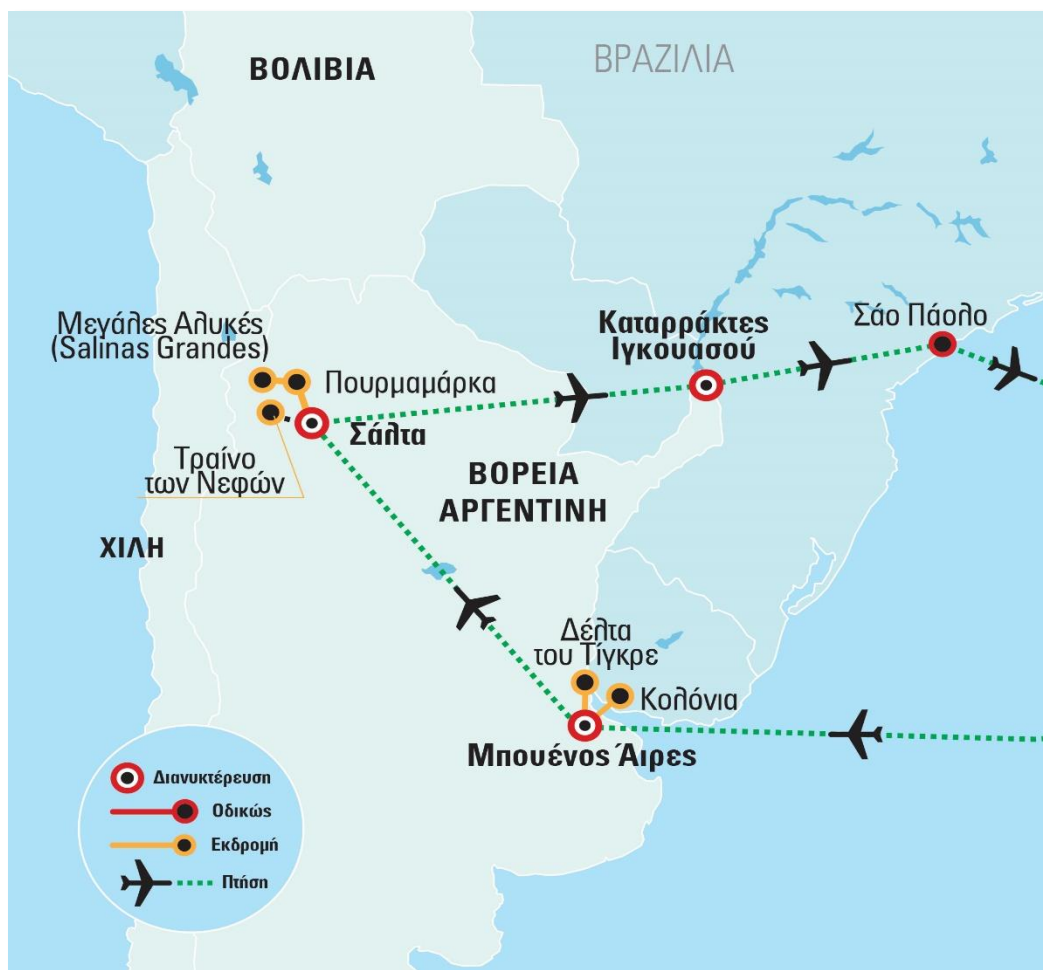 ΒΟΛΙΒΙΑ
ΒΡΑΖΙΛΙΑ
Μεγάλες Αλυκές
(Salinas Grandes)
Πουρμαμάρκα
Σάλτα
Τραίνο
των Νεφών
Καταρράκτες
Ιγκουασού
Σάο Πάολο
ΒΟΡΕΙΑ
ΑΡΓΕΝΤΙΝΗ
ΧΙΛΗ
Δέλτα
του Τίγκρε
Κολόνια
Μπουένος Άιρες
Διανυκτέρευση
Οδικώς
Εκδρομή
Πτήση